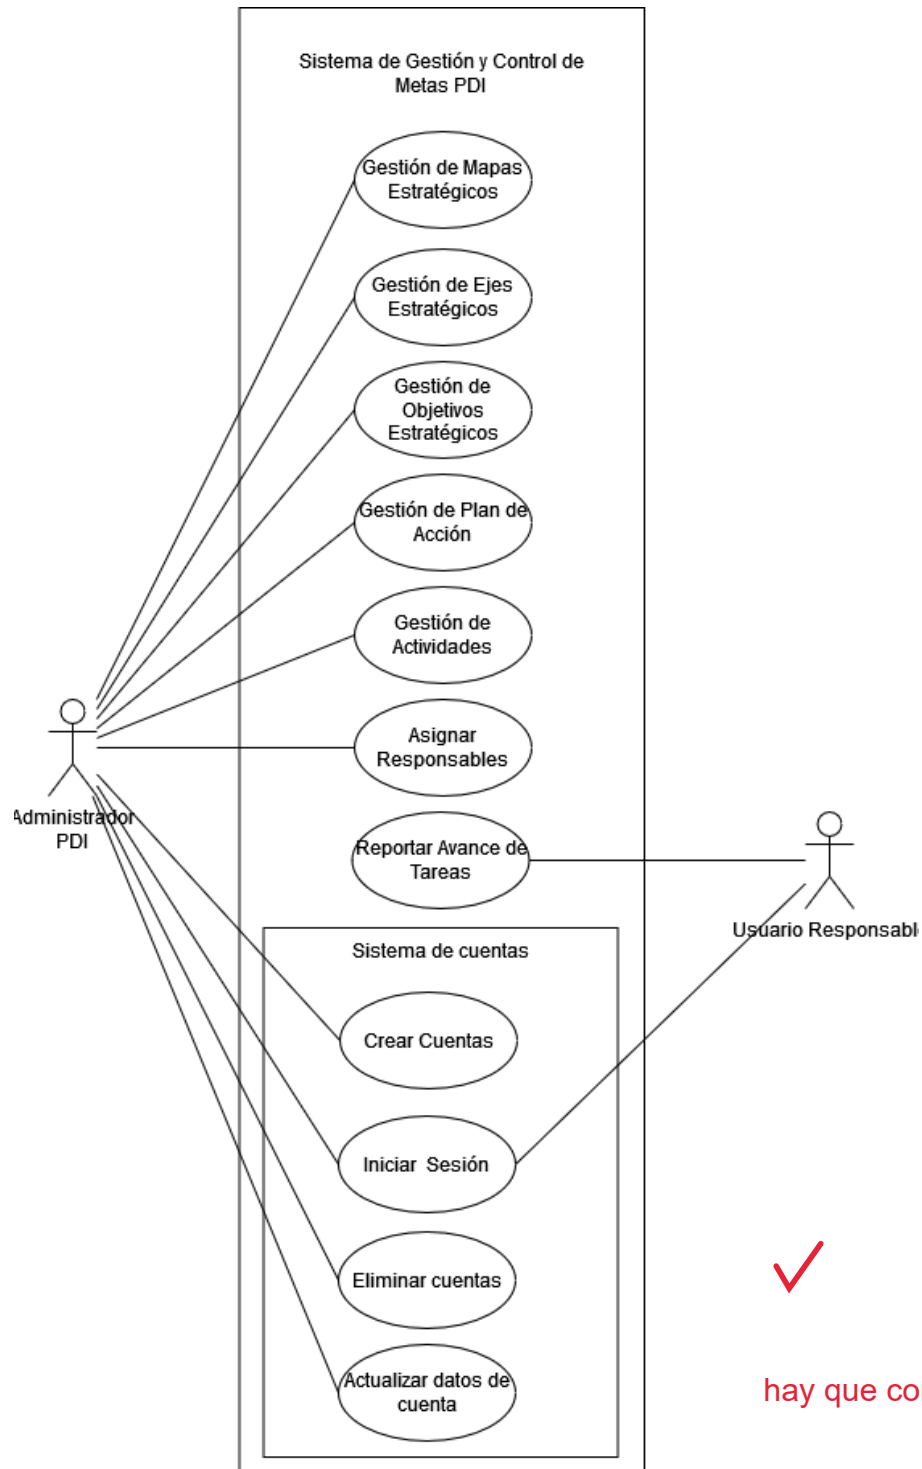 Sistema de Gestión y Control de
Metas PDI
Gestión de Mapas
Estratégicos
Gestión de Ejes
Estratégicos
Gestión de
Objetivos
Estratégicos
Gestión de Plan de
Acción
Gestión de
Actividades
Asignar
Responsables
Administrador
PDI
Reportar Avance de
Tareas
Usuario Responsabl
Sistema de cuentas
Crear Cuentas
Iniciar Sesión
Eliminar cuentas
Actualizar datos de
cuenta
hay que co